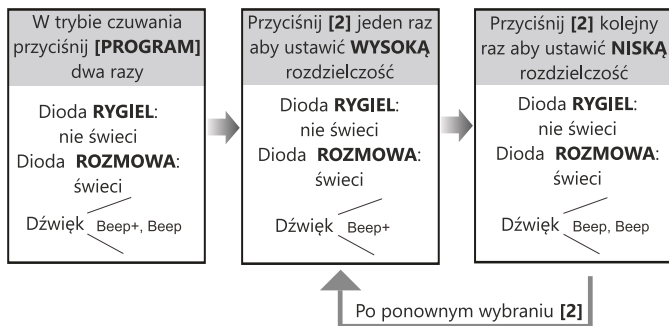 W trybie czuwania
przyciśnij [PROGRAM]
dwa razy
Dioda RYGIEL:
nie świeci
Dioda ROZMOWA:
świeci
Dźwięk Beep+, Beep
Przyciśnij [2] jeden raz
aby ustawić WYSOKĄ
rozdzielczość
Dioda RYGIEL:
nie świeci
Dioda ROZMOWA:
świeci
Dźwięk Beep+
Przyciśnij [2] kolejny
raz aby ustawić NISKĄ
rozdzielczość
Dioda RYGIEL:
nie świeci
Dioda ROZMOWA:
świeci
Dźwięk Beep, Beep
Po ponownym wybraniu [2]